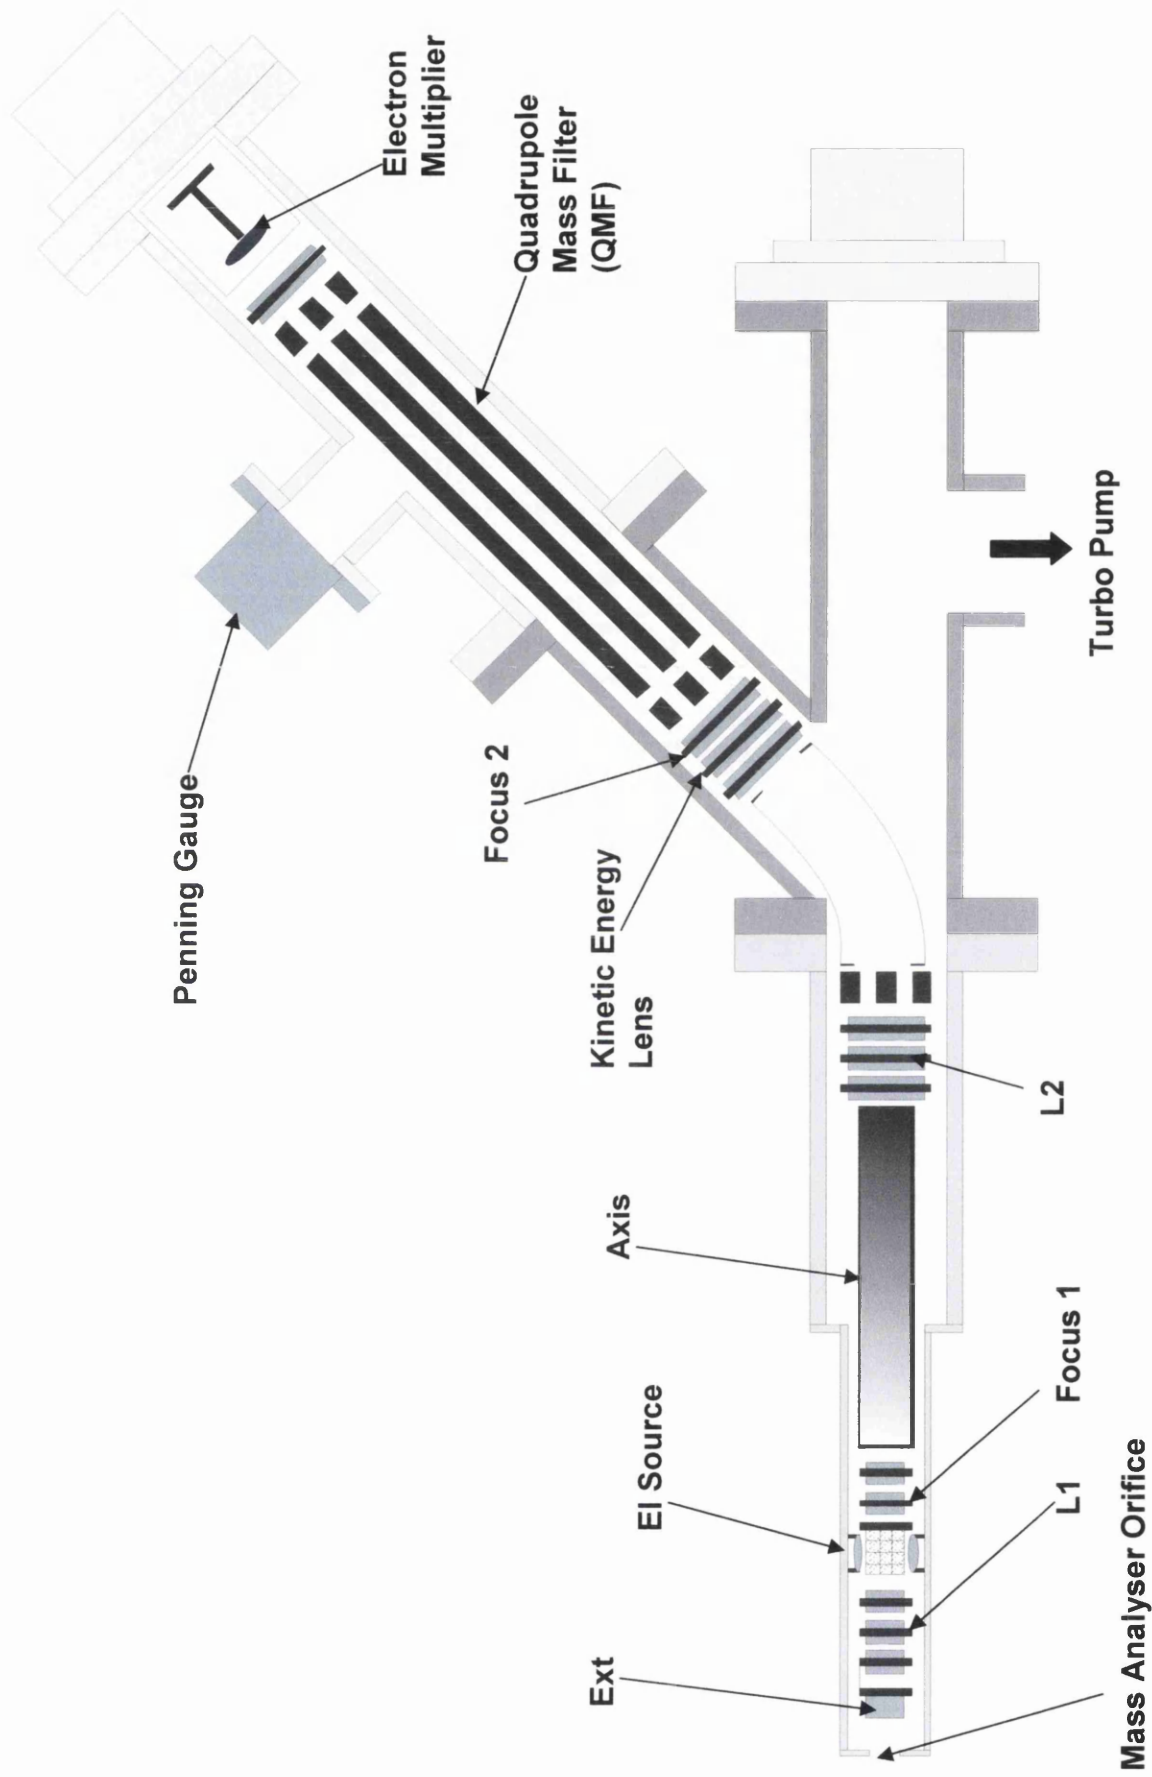 Electron
Multiplier
Quadrupole
Mass Filter
(QMF)
Penning Gauge
Turbo Pump
Focus 2
Kinetic Energy
Lens
L2
Axis
Focus 1
EI Source
L1
Ext
Mass Analyser Orifice